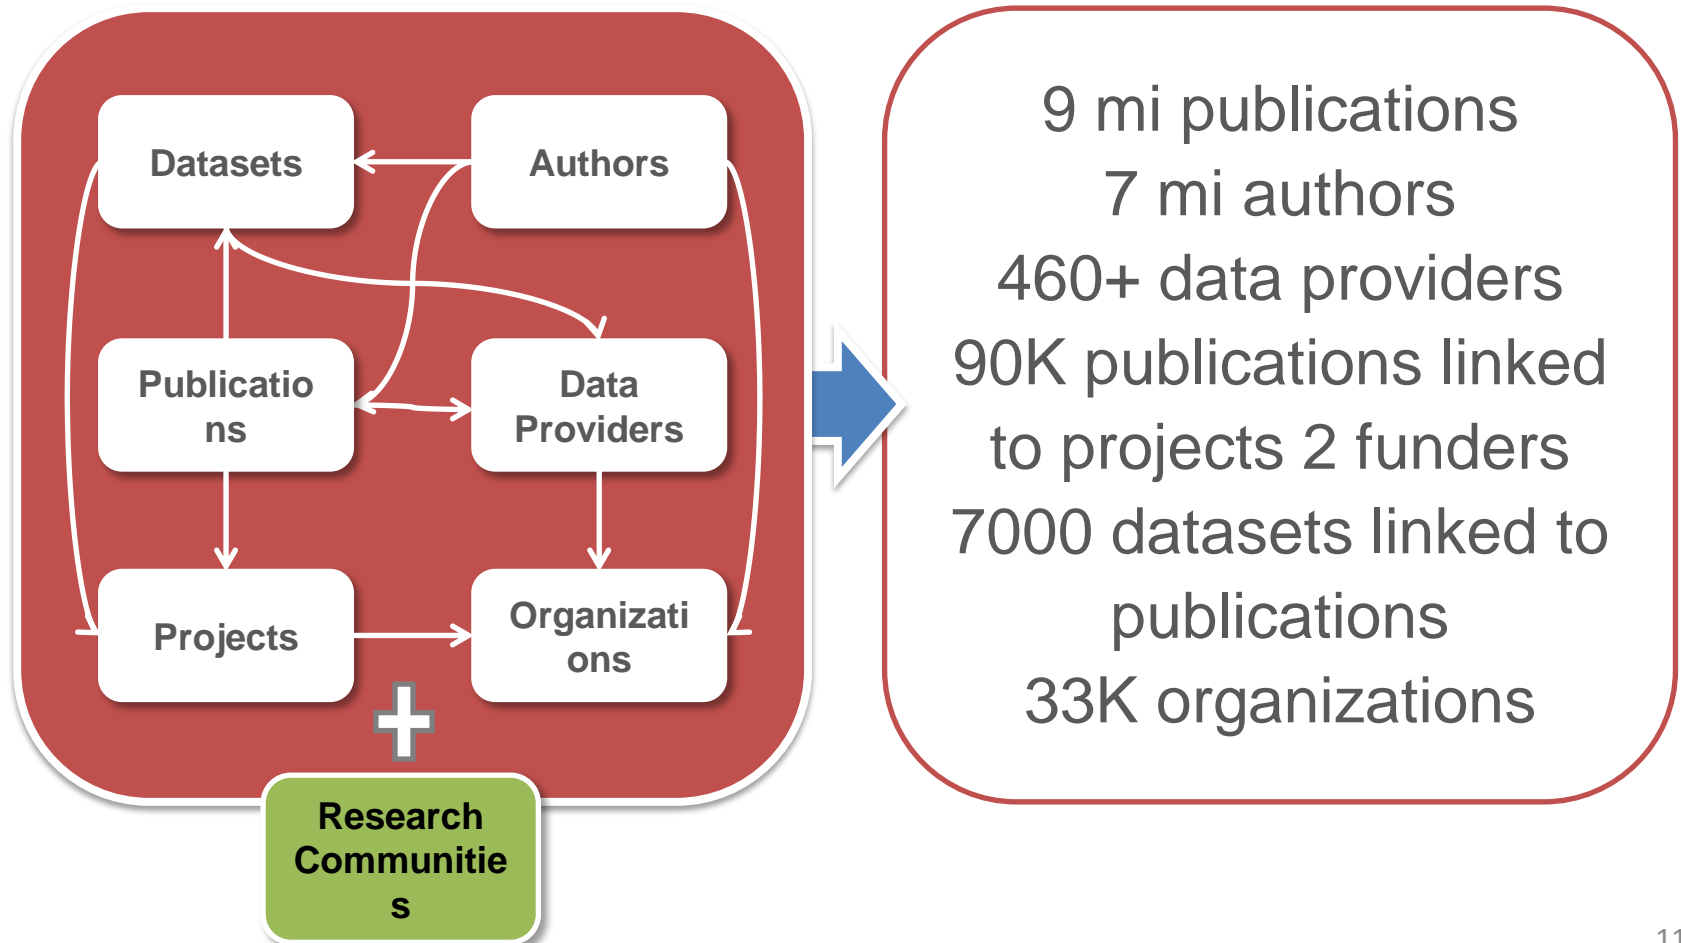 Datasets
Authors
Publicatio
ns
Data
Providers
Projects
Organizati
ons
Research
Communitie
s
9 mi publications
7 mi authors
460+ data providers
90K publications linked
to projects 2 funders
7000 datasets linked to
publications
33K organizations
11